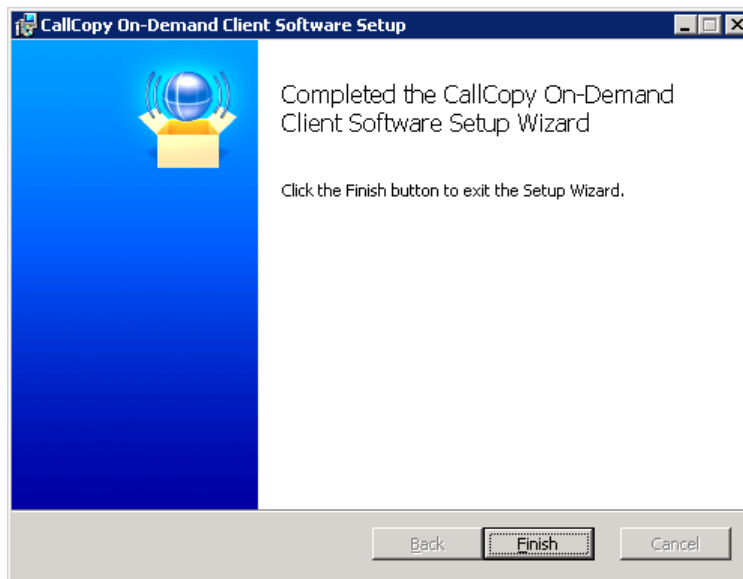 CallCopy On-Demand Client Software Setup
Completed the CallCopy On-Demand
Client Software Setup Wizard
Click the Finish button to exit the Setup Wizard.
Back Finish Cancel